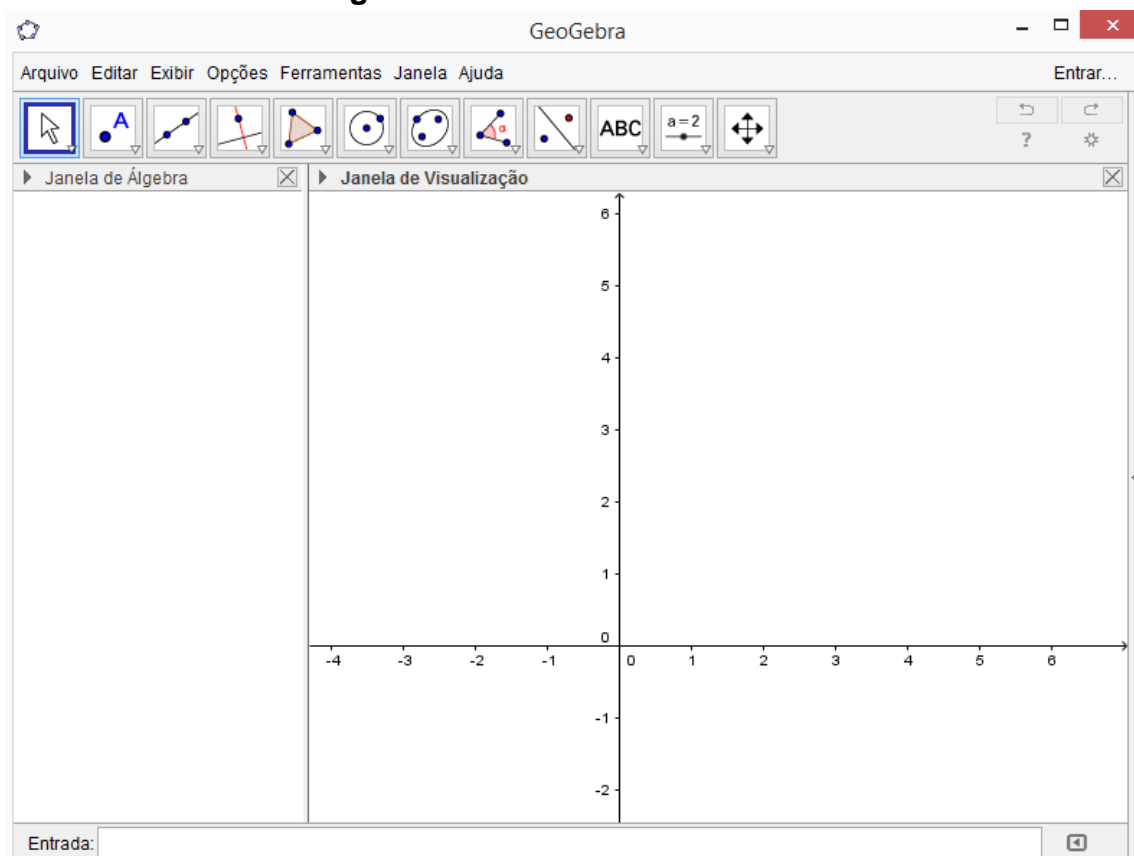 g
GeoGebra
Arquivo Editar Exibir Opções Ferramentas Janela Ajuda Entrar...
A α ABC a=2 ?
Janela de Álgebra Janela de Visualização
6
5
4
3
2
1
0
-4 -3 -2 -1 0 1 2 3 4 5 6
-1
-2
Entrada: